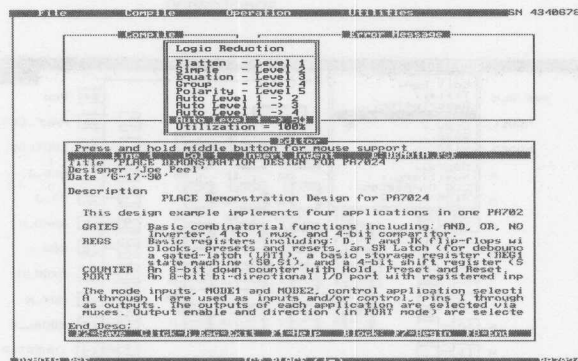 File Compile Operation Utilities SN 4340678
Compile Error Message
Logic Reduction
Flatten - Level 1
Simple - Level 2
Equation - Level 3
Group - Level 4
Polarity - Level 5
Auto Level 1 -> 2
Auto Level 1 -> 3
Auto Level 1 -> 4
Auto Level 1 -> 5
Utilization = 100%
Editor
Press and hold middle button for mouse support
Line 1 Col 1 Insert Indent E:DEMO1M.PSF
Title 'PLACE DEMONSTRATION DESIGN FOR PA7024
Designer 'Joe Peel'
Date '6-17-90'
Description
PLACE Demonstration Design for PA7024
This design example implements four applications in one PA702
GATES Basic combinatorial functions including: AND, OR, NO
Inverter, 4 to 1 mux, and 4-bit comparitor.
REGS Basic registers including: D, T and JK flip-flops wi
clocks, presets and resets, an SR Latch (for deboung
a gated-latch (LAT1), a basic storage register (REG1
state machine (S0,S1), and a 4-bit shift register (S
COUNTER An 8-bit down counter with Hold, Preset and Reset.
PORT An 8-bit bi-directional I/O port with registered inp
The mode inputs, MODE1 and MODE2, control application selecti
A through H are used as inputs and/or control, pins I through
as outputs. The outputs of each application are selected via
muxes. Output enable and direction (in PORT mode) are selecte
End_Desc;
F2-Save Click-R,Esc-Exit F1-Help Block: F7-Begin F8-End